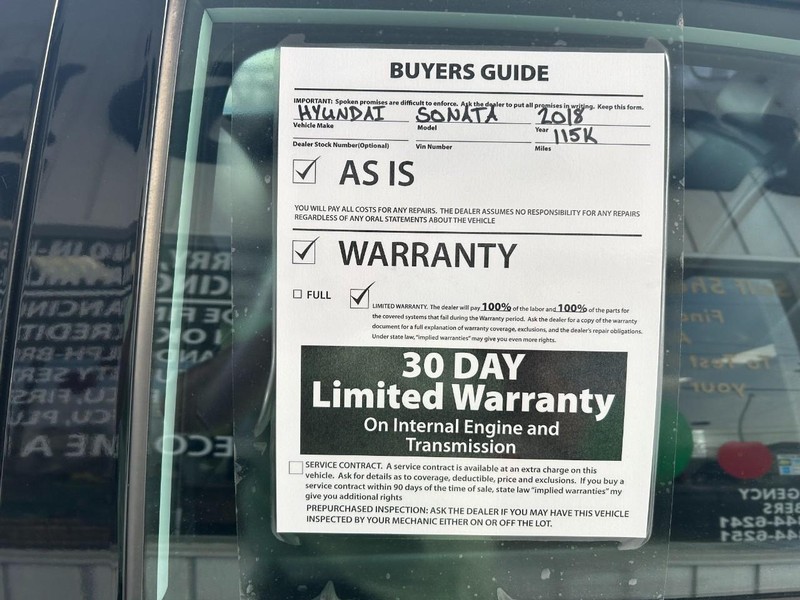 BUYERS GUIDE
IMPORTANT: Spoken promises are difficult to enforce. Ask the dealer to put all promises in writing. Keep this form.
HYUNDAI SONATA 2018
Vehicle Make Model Year 115K
Dealer Stock Number(Optional) Vin Number Miles
AS IS
YOU WILL PAY ALL COSTS FOR ANY REPAIRS. THE DEALER ASSUMES NO RESPONSIBILITY FOR ANY REPAIRS
REGARDLESS OF ANY ORAL STATEMENTS ABOUT THE VEHICLE
WARRANTY
FULL
LIMITED WARRANTY. The dealer will pay 100% of the labor and 100% of the parts for
the covered systems that fail during the Warranty period. Ask the dealer for a copy of the warranty
document for a full explanation of warranty coverage, exclusions, and the dealer's repair obligations.
Under state law, "implied warranties" may give you even more rights.
30 DAY
Limited Warranty
On Internal Engine and
Transmission
SERVICE CONTRACT. A service contract is available at an extra charge on this
vehicle. Ask for details as to coverage, deductible, price and exclusions. If you buy a
service contract within 90 days of the time of sale, state law "implied warranties" my
give you additional rights
PREPURCHASED INSPECTION: ASK THE DEALER IF YOU MAY HAVE THIS VEHICLE
INSPECTED BY YOUR MECHANIC EITHER ON OR OFF THE LOT.